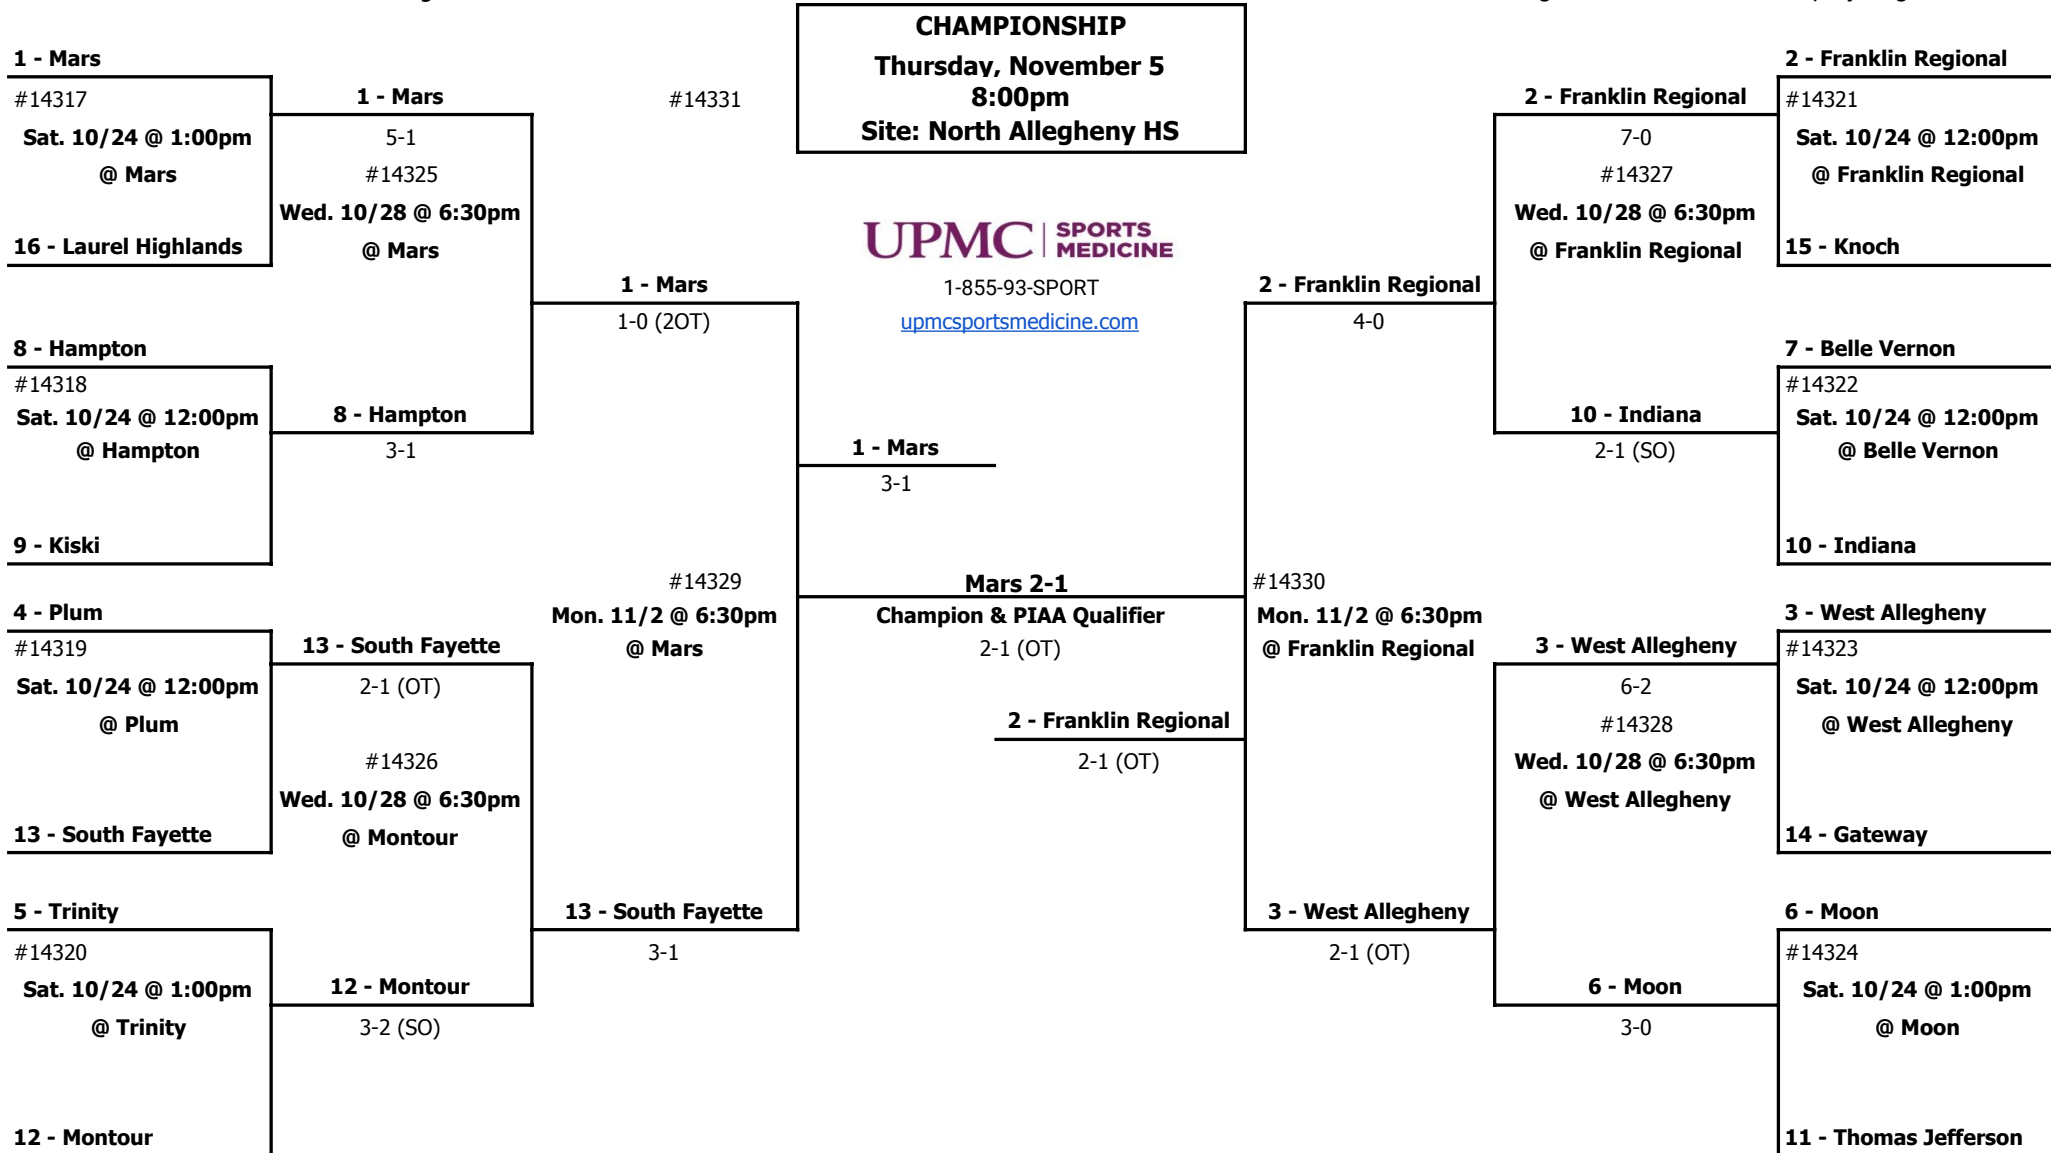 CHAMPIONSHIP
Thursday, November 5
8:00pm
Site: North Allegheny HS
#14331
UPMC SPORTS MEDICINE
1-855-93-SPORT
upmcsportsmedicine.com
1 - Mars
#14317
Sat. 10/24 @ 1:00pm
@ Mars
16 - Laurel Highlands
8 - Hampton
#14318
Sat. 10/24 @ 12:00pm
@ Hampton
9 - Kiski
4 - Plum
#14319
Sat. 10/24 @ 12:00pm
@ Plum
13 - South Fayette
5 - Trinity
#14320
Sat. 10/24 @ 1:00pm
@ Trinity
12 - Montour
1 - Mars
5-1
#14325
Wed. 10/28 @ 6:30pm
@ Mars
8 - Hampton
3-1
13 - South Fayette
2-1 (OT)
#14326
Wed. 10/28 @ 6:30pm
@ Montour
12 - Montour
3-2 (SO)
1 - Mars
1-0 (2OT)
#14329
Mon. 11/2 @ 6:30pm
@ Mars
13 - South Fayette
3-1
1 - Mars
3-1
Mars 2-1
Champion & PIAA Qualifier
2-1 (OT)
2 - Franklin Regional
2-1 (OT)
2 - Franklin Regional
4-0
#14330
Mon. 11/2 @ 6:30pm
@ Franklin Regional
3 - West Allegheny
2-1 (OT)
2 - Franklin Regional
7-0
#14327
Wed. 10/28 @ 6:30pm
@ Franklin Regional
10 - Indiana
2-1 (SO)
3 - West Allegheny
6-2
#14328
Wed. 10/28 @ 6:30pm
@ West Allegheny
6 - Moon
3-0
2 - Franklin Regional
#14321
Sat. 10/24 @ 12:00pm
@ Franklin Regional
15 - Knoch
7 - Belle Vernon
#14322
Sat. 10/24 @ 12:00pm
@ Belle Vernon
10 - Indiana
3 - West Allegheny
#14323
Sat. 10/24 @ 12:00pm
@ West Allegheny
14 - Gateway
6 - Moon
#14324
Sat. 10/24 @ 1:00pm
@ Moon
11 - Thomas Jefferson